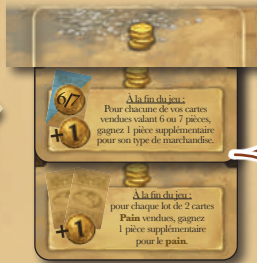 6/7
+1
À la fin du jeu :
Pour chacune de vos cartes
vendues valant 6 ou 7 pièces,
gagnez 1 pièce supplémentaire
pour son type de marchandise.
+1
À la fin du jeu :
pour chaque lot de 2 cartes
Pain vendues, gagnez
1 pièce supplémentaire
pour le pain.